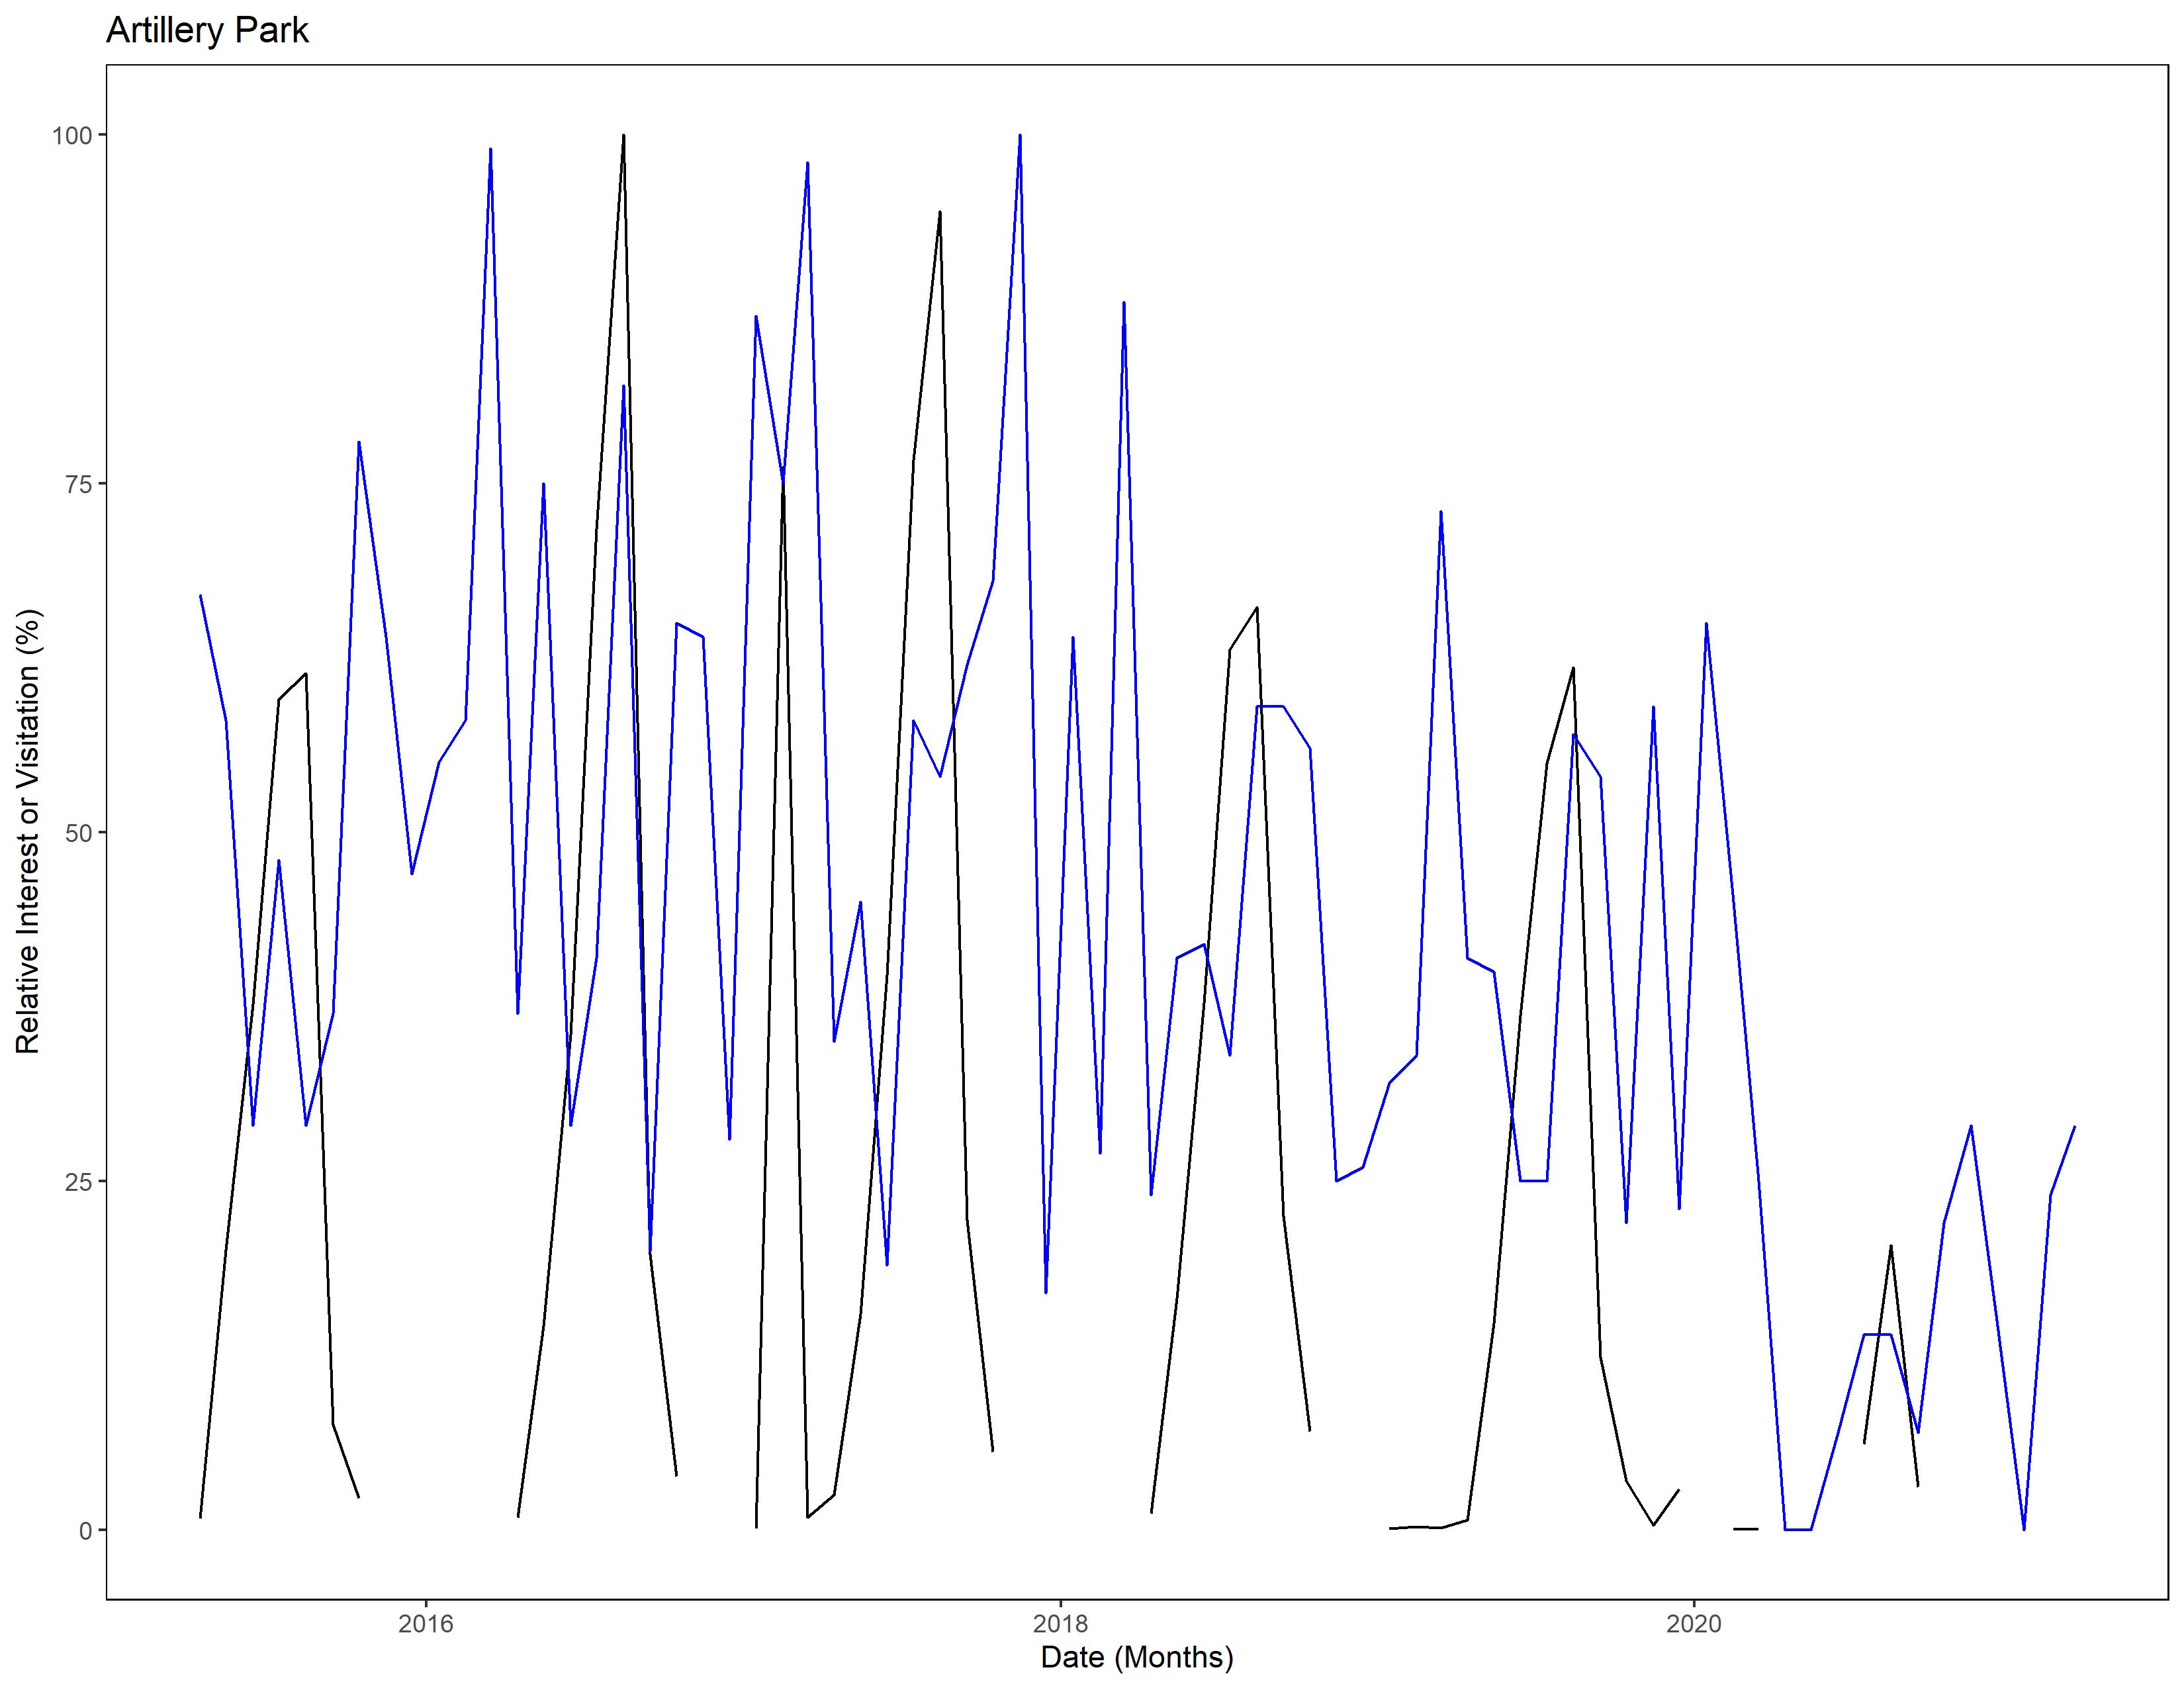 Artillery Park
Relative Interest or Visitation (%)
100
75
50
25
0
2016 2018 2020
Date (Months)